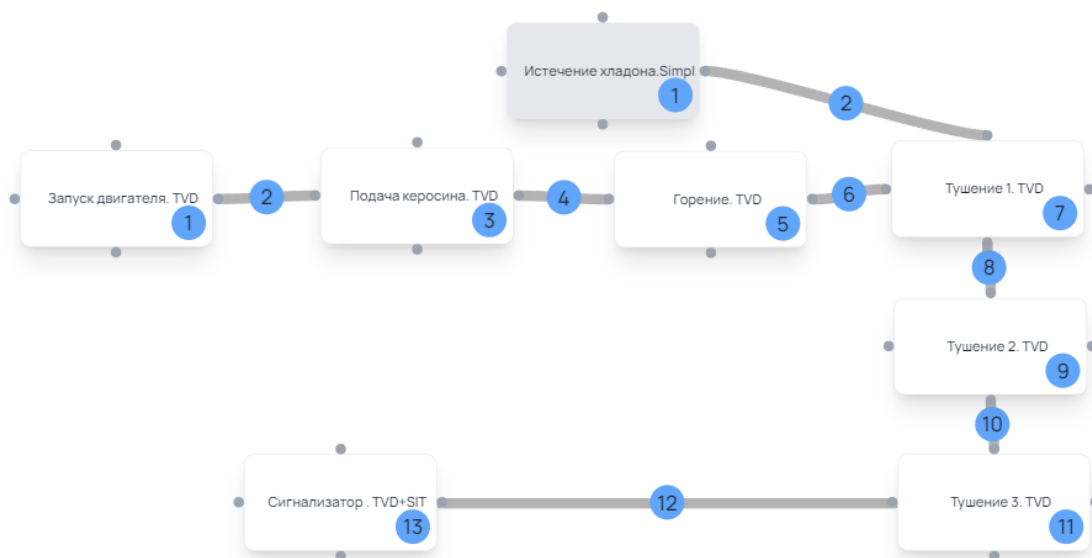 Истечение хладона.Simpl
1
2
Запуск двигателя. TVD
1
2
Подача керосина. TVD
3
4
Горение. TVD
5
6
Тушение 1. TVD
7
8
Тушение 2. TVD
9
10
Сигнализатор . TVD+SIT
13
12
Тушение 3. TVD
11